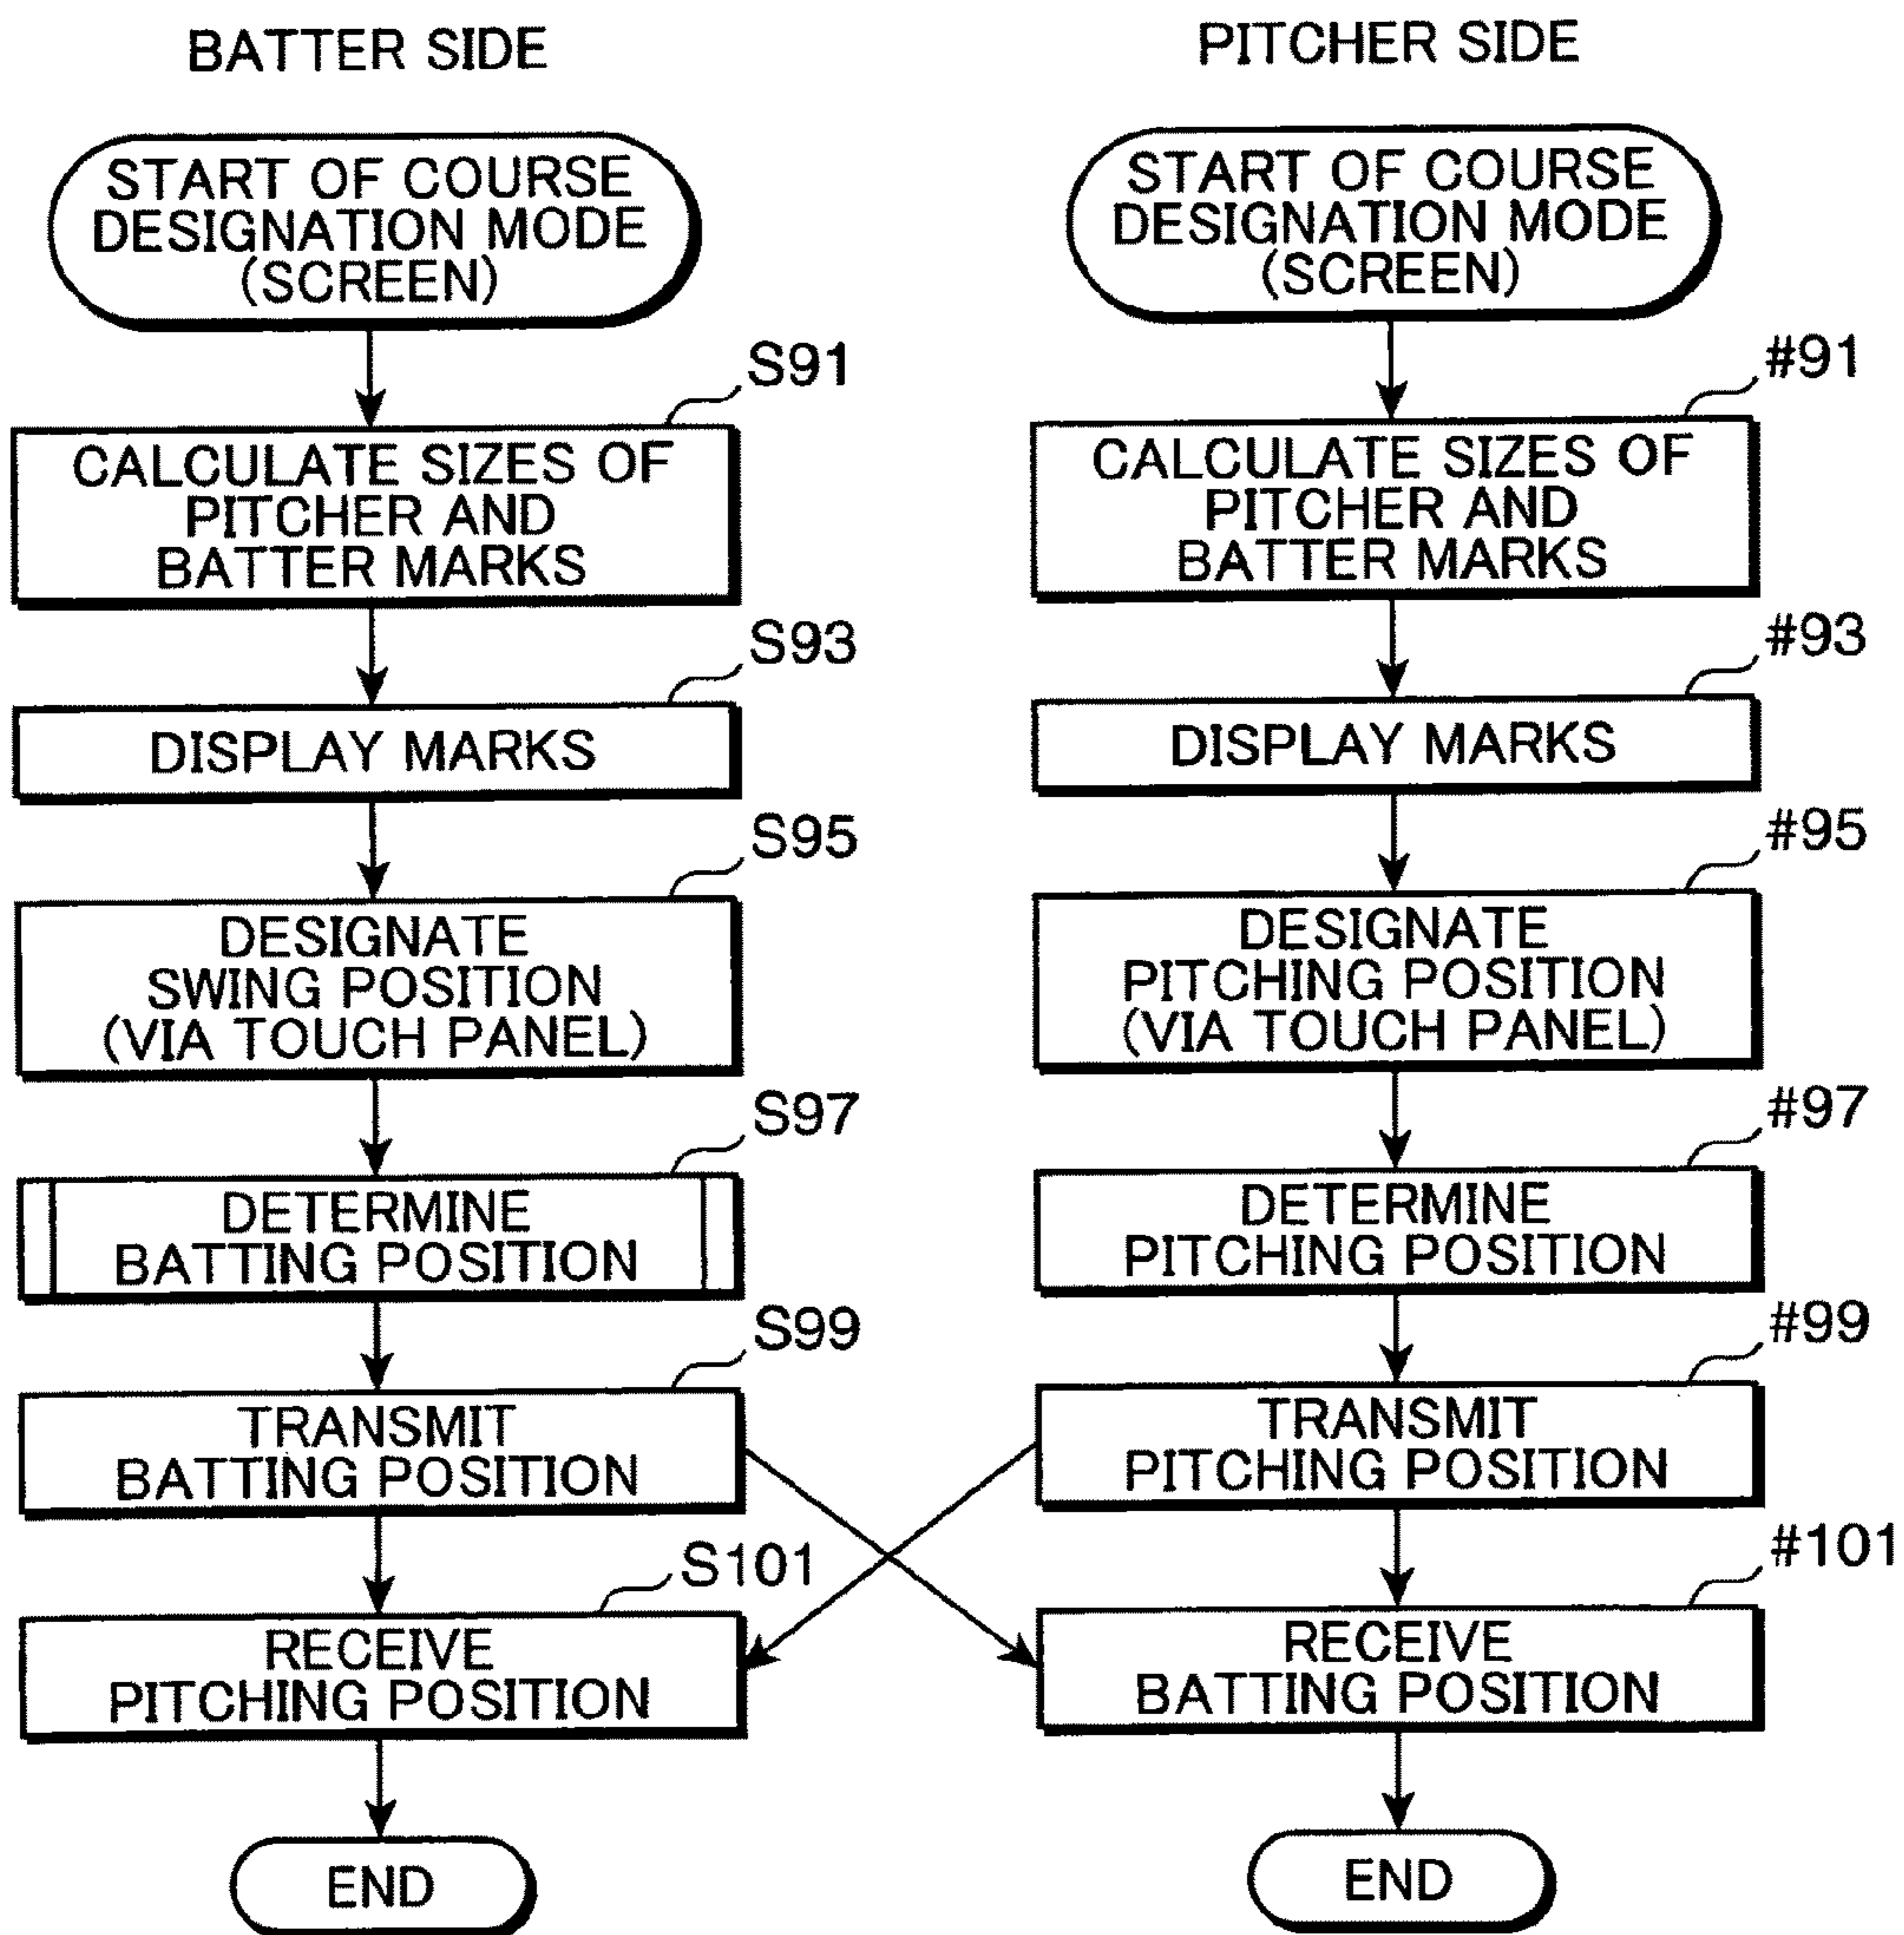 BATTER SIDE
START OF COURSE
DESIGNATION MODE
(SCREEN)
S91
CALCULATE SIZES OF
PITCHER AND
BATTER MARKS
S93
DISPLAY MARKS
S95
DESIGNATE
SWING POSITION
(VIA TOUCH PANEL)
S97
DETERMINE
BATTING POSITION
S99
TRANSMIT
BATTING POSITION
S101
RECEIVE
PITCHING POSITION
END
PITCHER SIDE
START OF COURSE
DESIGNATION MODE
(SCREEN)
#91
CALCULATE SIZES OF
PITCHER AND
BATTER MARKS
#93
DISPLAY MARKS
#95
DESIGNATE
PITCHING POSITION
(VIA TOUCH PANEL)
#97
DETERMINE
PITCHING POSITION
#99
TRANSMIT
PITCHING POSITION
#101
RECEIVE
BATTING POSITION
END